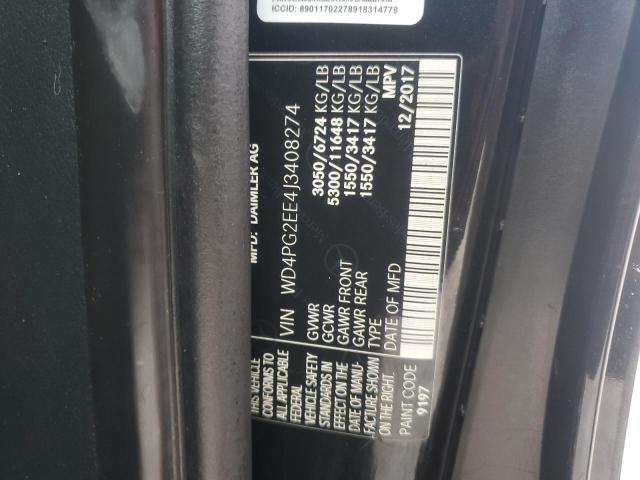 ICCID: 89011702278918314778
MFD: DAIMLER AG
VIN WD4PG2EE4J3408274
GVWR 3050/6724 KG/LB
GCWR 5300/11648 KG/LB
GAWR FRONT 1550/3417 KG/LB
GAWR REAR 1550/3417 KG/LB
TYPE MPV
DATE OF MFD 12/2017
THIS VEHICLE
CONFORMS TO
ALL APPLICABLE
FEDERAL
VEHICLE SAFETY
STANDARDS IN
EFFECT ON THE
DATE OF MANU-
FACTURE SHOWN
ON THE RIGHT.
PAINT CODE
9197